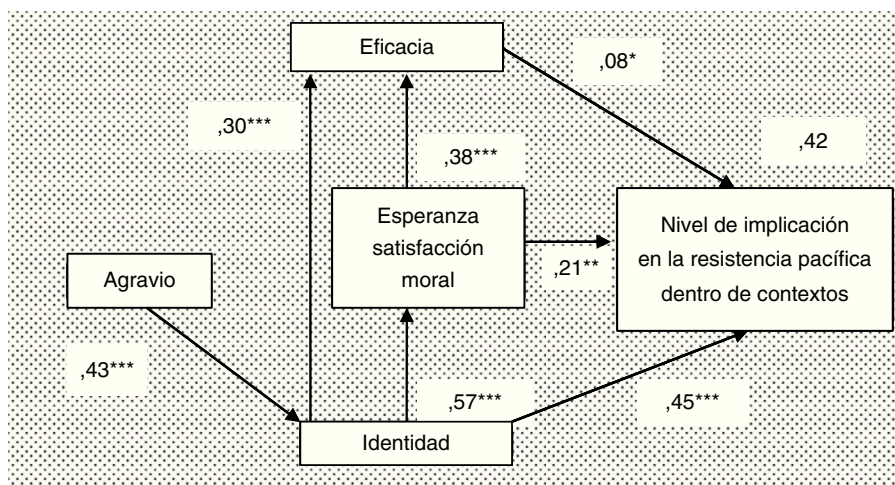 Eficacia
,08*
,30***
,42
,38***
Esperanza
satisfacción
moral
Nivel de implicación
en la resistencia pacífica
dentro de contextos
,21**
Agravio
,43***
,57***
,45***
Identidad